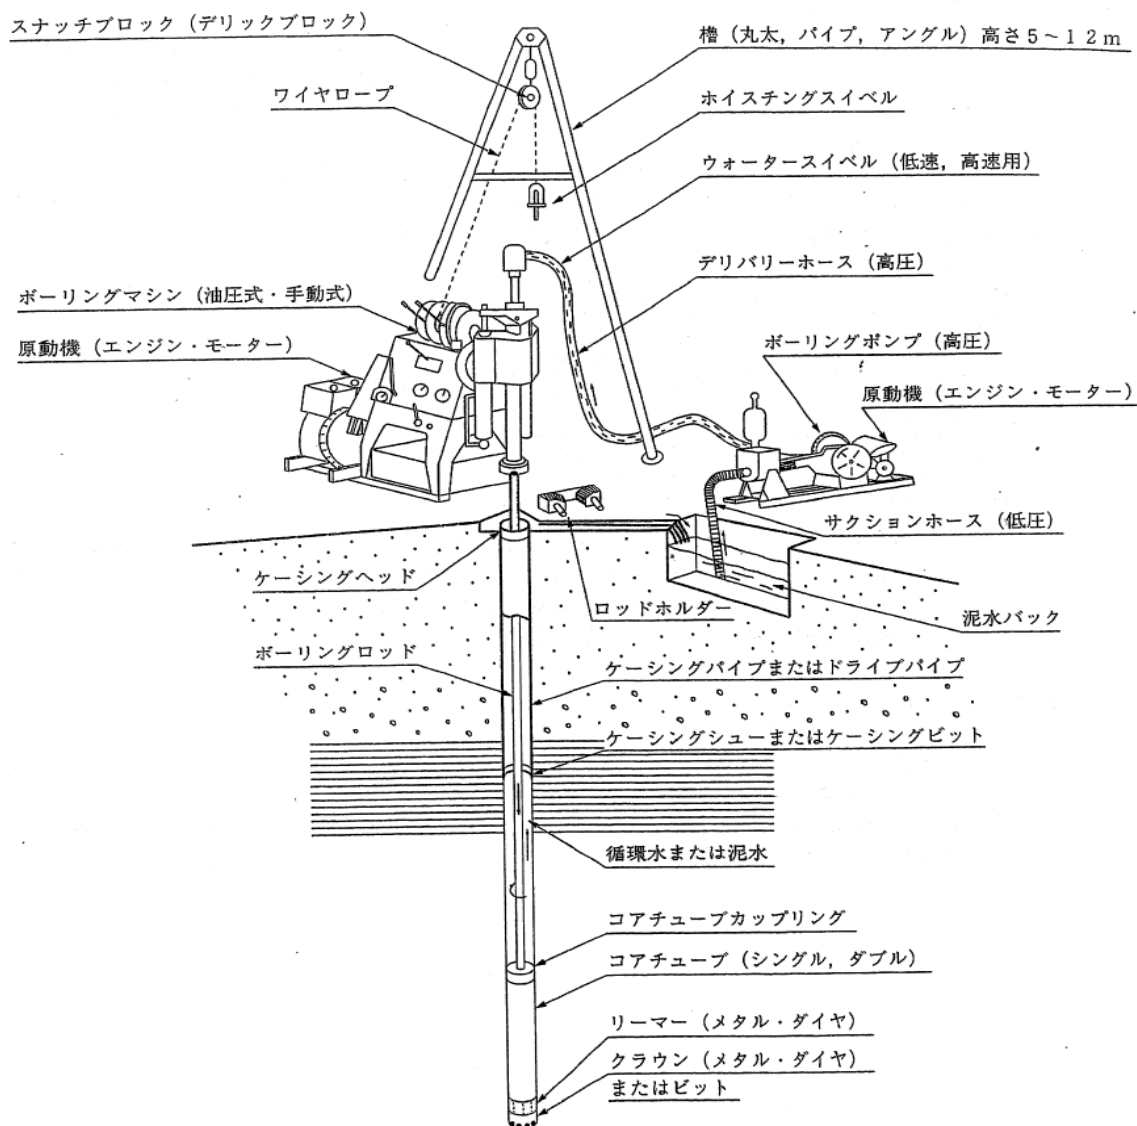 スナッチブロック（デリックブロック）
櫓（丸太，パイプ，アングル）高さ５～１２ｍ
ワイヤロープ
ホイスチングスイベル
ウォータースイベル（低速，高速用）
デリバリーホース（高圧）
ボーリングマシン（油圧式・手動式）
原動機（エンジン・モーター）
ボーリングポンプ（高圧）
原動機（エンジン・モーター）
サクションホース（低圧）
ケーシングヘッド
ロッドホルダー
泥水バック
ボーリングロッド
ケーシングパイプまたはドライブパイプ
ケーシングシューまたはケーシングビット
循環水または泥水
コアチューブカップリング
コアチューブ（シングル，ダブル）
リーマー（メタル・ダイヤ）
クラウン（メタル・ダイヤ）
またはビット